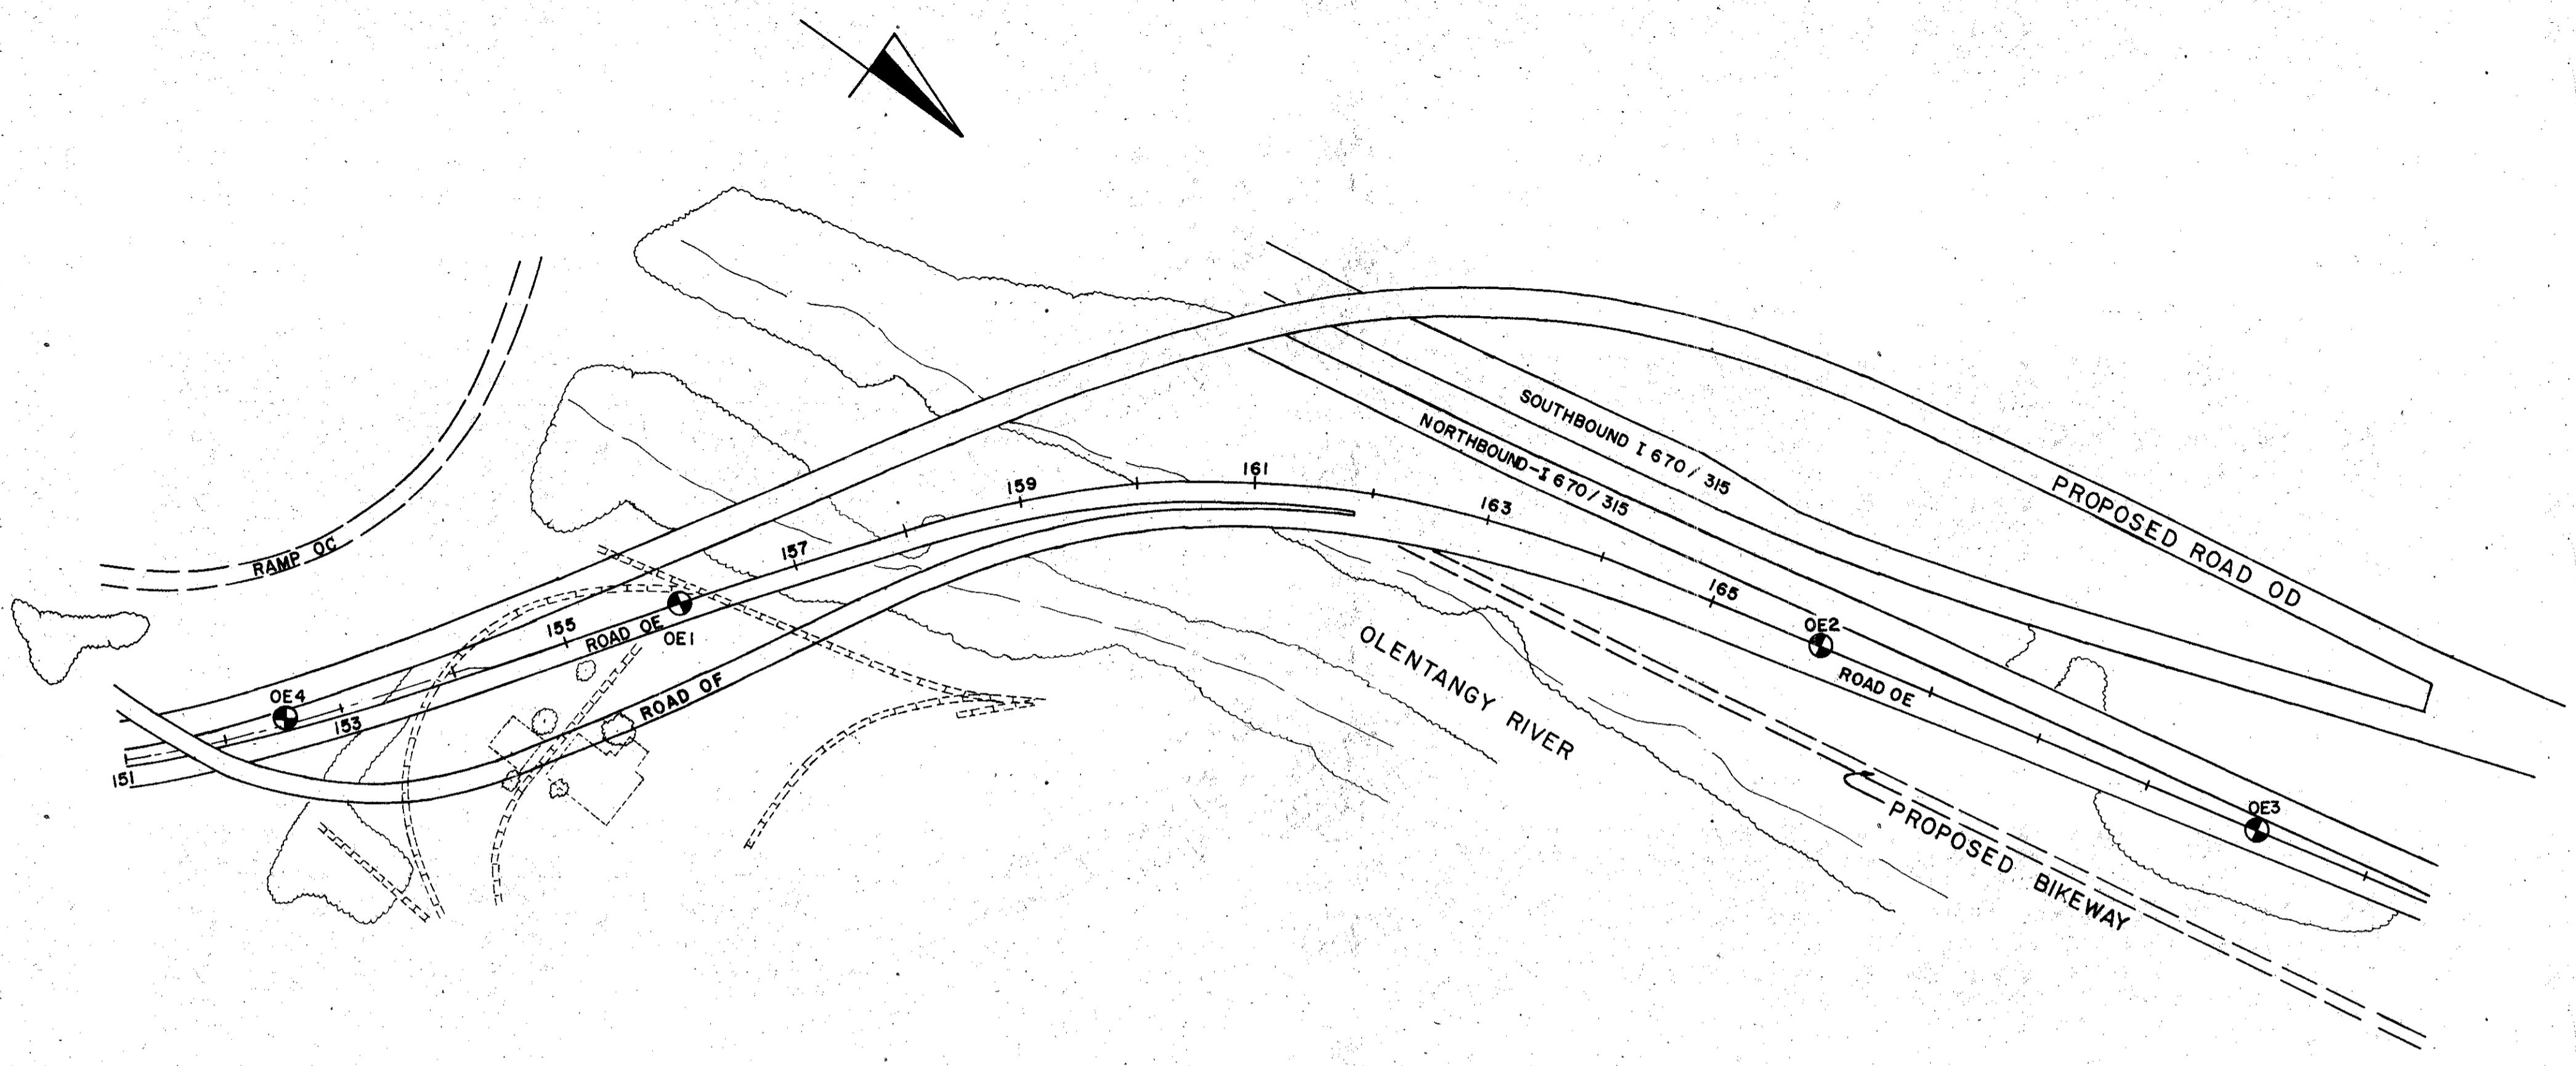 SOUTHBOUND I 670 / 315
NORTHBOUND-I 670 / 315
PROPOSED ROAD OD
161
159
163
157
RAMP OC
165
155
ROAD OE
OE1
OE2
OLENTANGY RIVER
ROAD OE
ROAD OF
OE4
153
151
OE3
PROPOSED BIKEWAY